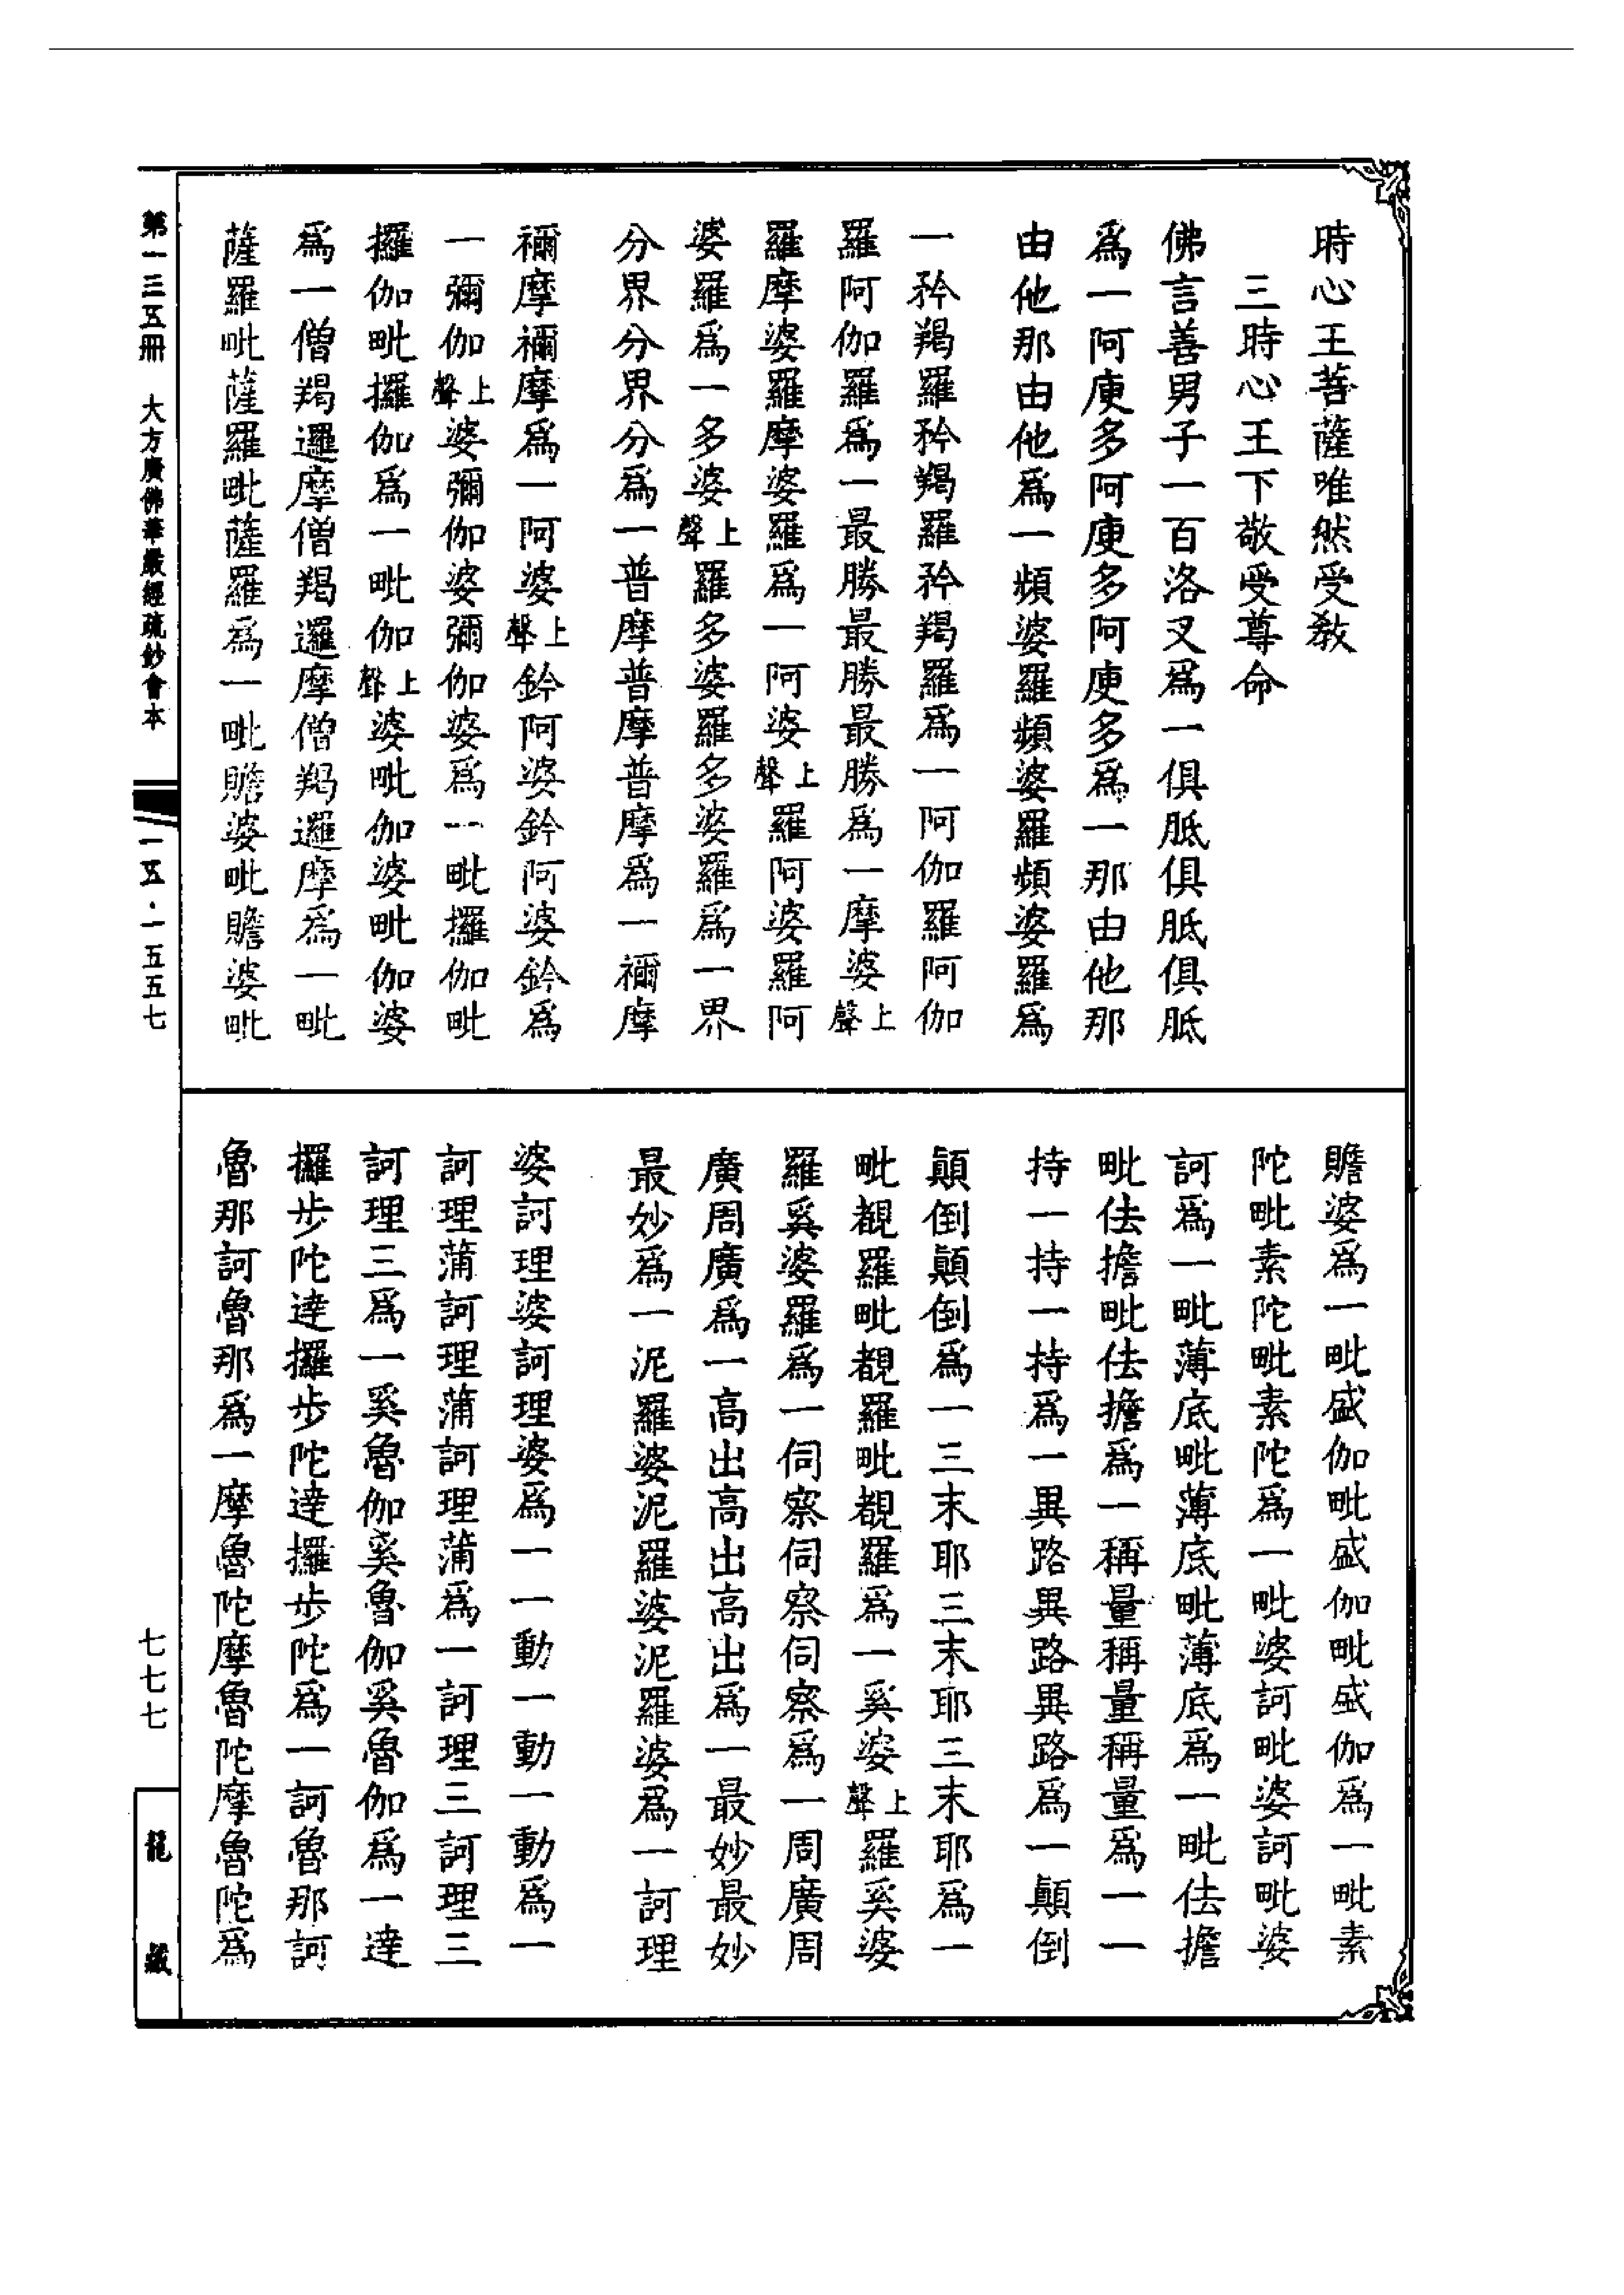 時心王菩薩唯然受教
三時心王下敬受尊命
佛言善男子一百洛叉爲一俱胝俱胝俱胝
爲一阿庾多阿庾多阿庾多爲一那由他那
由他那由他爲一頻婆羅頻婆羅頻婆羅爲
一矜羯羅矜羯羅矜羯羅爲一阿伽羅阿伽
羅阿伽羅爲一最勝最勝最勝爲一摩婆上聲
羅摩婆羅摩婆羅爲一阿婆上聲羅阿婆羅阿
婆羅爲一多婆上聲羅多婆羅多婆羅爲一界
分界分界分爲一普摩普摩普摩爲一禰摩
禰摩禰摩爲一阿婆上聲鈐阿婆鈐阿婆鈐爲
一彌伽上聲婆彌伽婆彌伽婆爲一毗攞伽毗
攞伽毗攞伽爲一毗伽上聲婆毗伽婆毗伽婆
爲一僧羯邏摩僧羯邏摩僧羯邏摩爲一毗
薩羅毗薩羅毗薩羅爲一毗贍婆毗贍婆毗
贍婆爲一毗盛伽毗盛伽毗盛伽爲一毗素
陀毗素陀毗素陀爲一毗婆訶毗婆訶毗婆
訶爲一毗薄底毗薄底毗薄底爲一毗佉擔
毗佉擔毗佉擔爲一稱量稱量稱量爲一一
持一持一持爲一異路異路異路爲一顛倒
顛倒顛倒爲一三末耶三末耶三末耶爲一
毗覩羅毗覩羅毗覩羅爲一奚婆上聲羅奚婆
羅奚婆羅爲一伺察伺察伺察爲一周廣周
廣周廣爲一高出高出高出爲一最妙最妙
最妙爲一泥羅婆泥羅婆泥羅婆爲一訶理
婆訶理婆訶理婆爲一一動一動一動爲一
訶理蒲訶理蒲訶理蒲爲一訶理三訶理三
訶理三爲一奚魯伽奚魯伽奚魯伽爲一達
攞步陀達攞步陀達攞步陀爲一訶魯那訶
魯那訶魯那爲一摩魯陀摩魯陀摩魯陀爲
第一三五冊 大方廣佛華嚴經疏鈔會本 一五·一五五七
七七七
龍藏